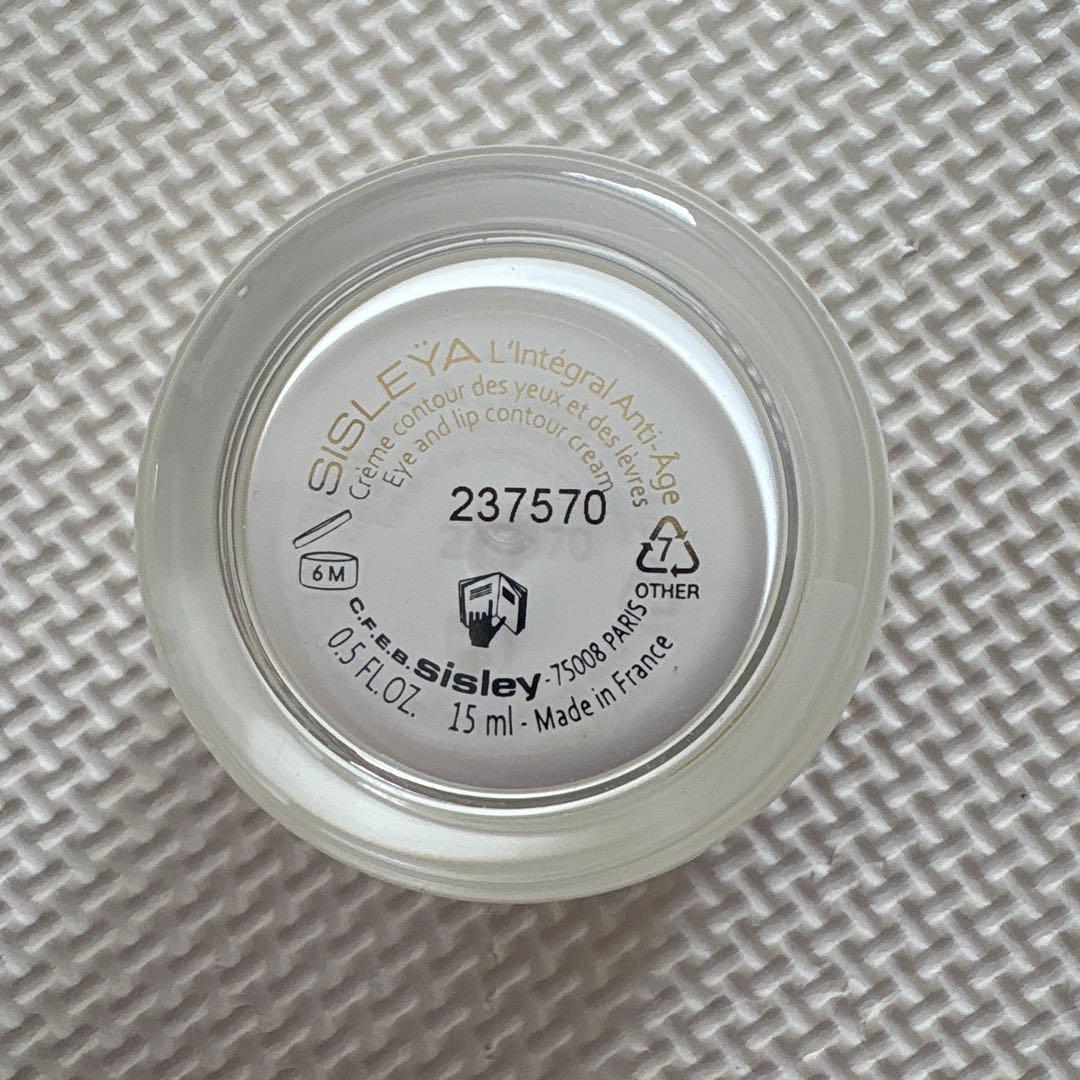 SISLEŸA L'Intégral Anti-Âge
Crème contour des yeux et des lèvres
Eye and lip contour cream
237570
6 M
7
OTHER
C.F.E.B. sisley - 75008 PARIS
0.5 FL.OZ. 15 ml - Made in France